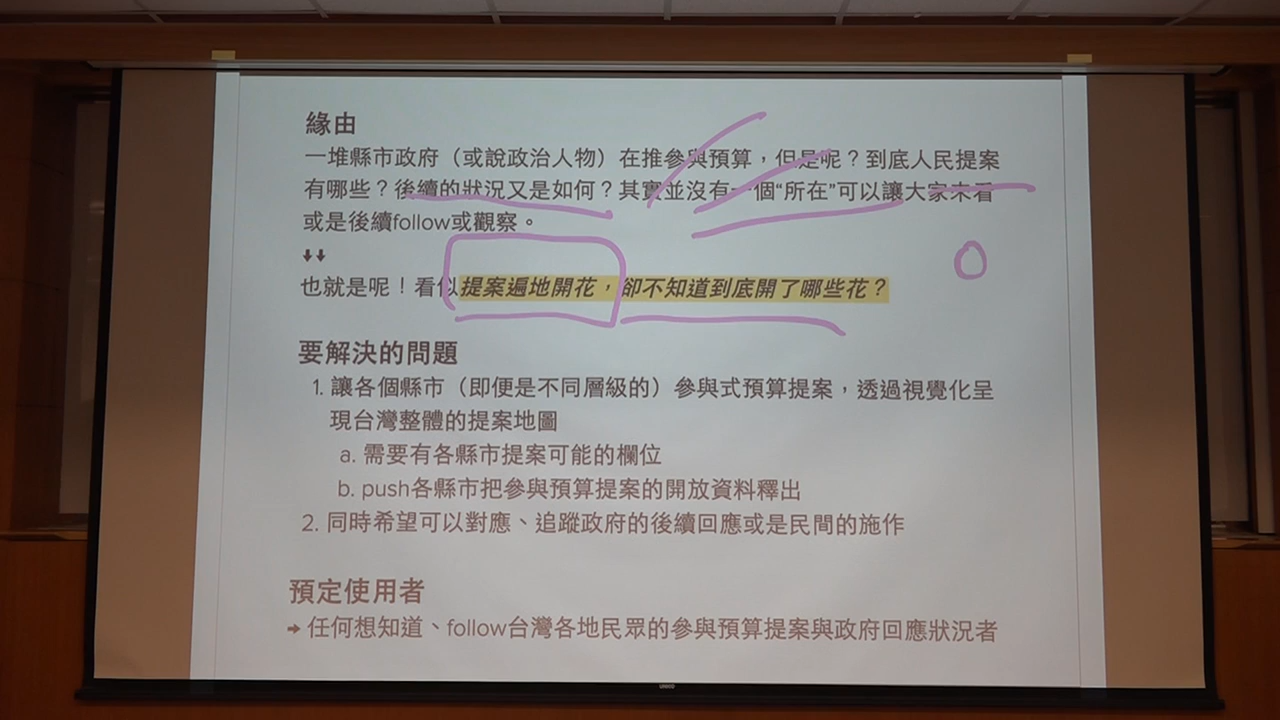 緣由
一堆縣市政府（或說政治人物）在推參與預算，但是呢？到底人民提案
有哪些？後續的狀況又是如何？其實並沒有一個“所在”可以讓大家來看
或是後續follow或觀察。
↓↓
也就是呢！看似提案遍地開花，卻不知道到底開了哪些花？
要解決的問題
1. 讓各個縣市（即便是不同層級的）參與式預算提案，透過視覺化呈
現台灣整體的提案地圖
a. 需要有各縣市提案可能的欄位
b. push各縣市把參與預算提案的開放資料釋出
2. 同時希望可以對應、追蹤政府的後續回應或是民間的施作
預定使用者
→ 任何想知道、follow台灣各地民眾的參與預算提案與政府回應狀況者